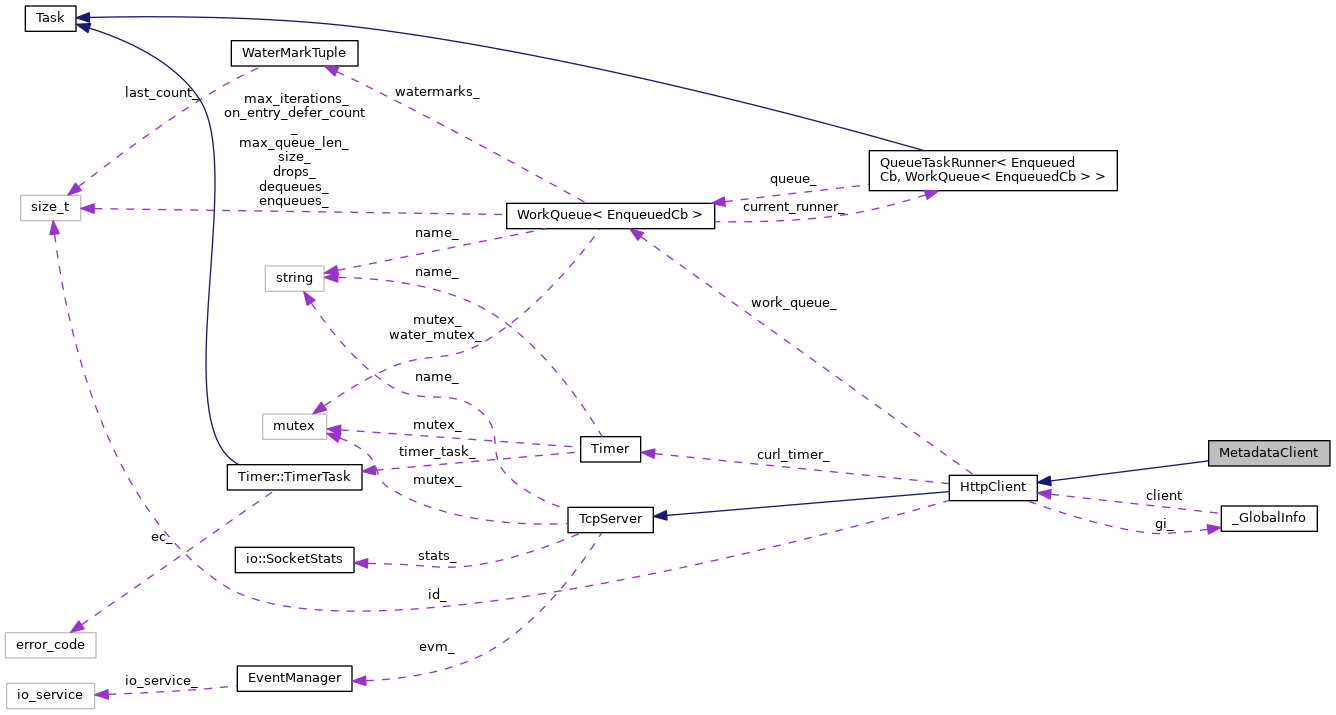 Task
WaterMarkTuple
last_count_
max_iterations_
on_entry_defer_count
_
max_queue_len_
size_
drops_
dequeues_
enqueues_
watermarks_
QueueTaskRunner< Enqueued
Cb, WorkQueue< EnqueuedCb > >
queue_
current_runner_
size_t
WorkQueue< EnqueuedCb >
name_
string
name_
work_queue_
mutex_
water_mutex_
name_
mutex
mutex_
Timer
timer_task_
curl_timer_
MetadataClient
Timer::TimerTask
mutex_
HttpClient
client
_GlobalInfo
gi_
TcpServer
ec_
io::SocketStats
stats_
id_
error_code
evm_
EventManager
io_service_
io_service